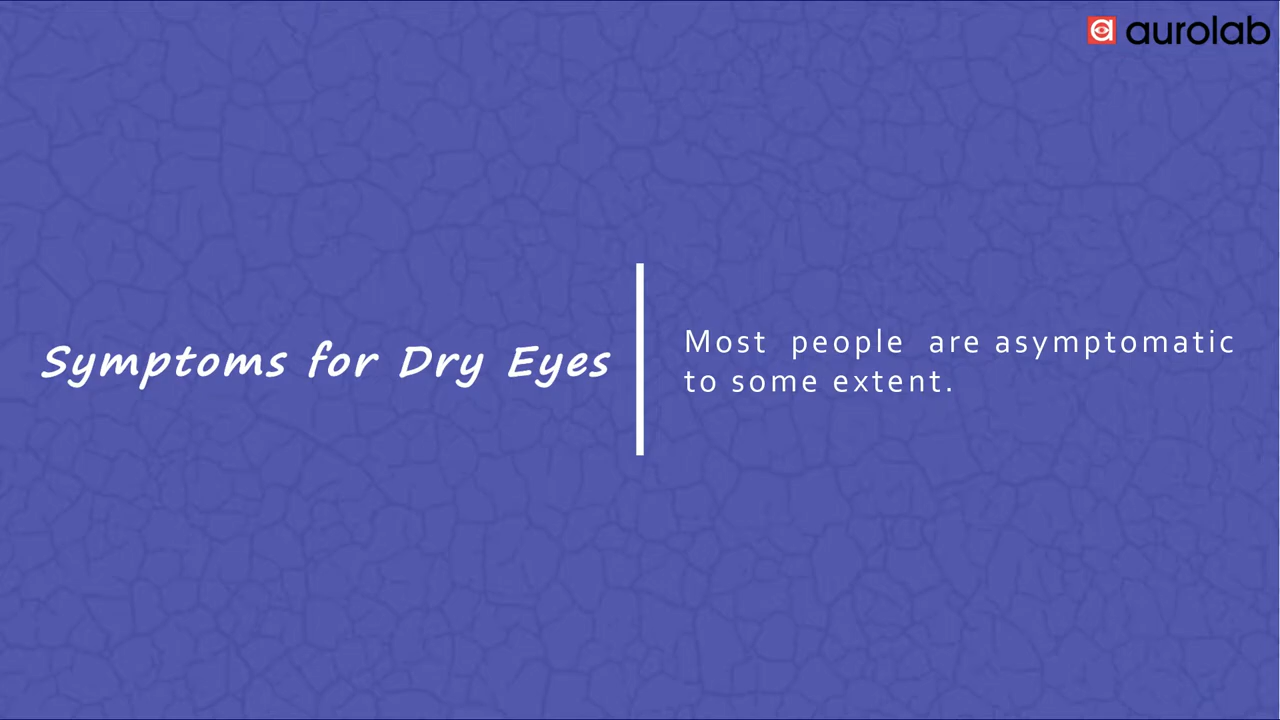 aurolab
Symptoms for Dry Eyes
Most people are asymptomatic
to some extent.